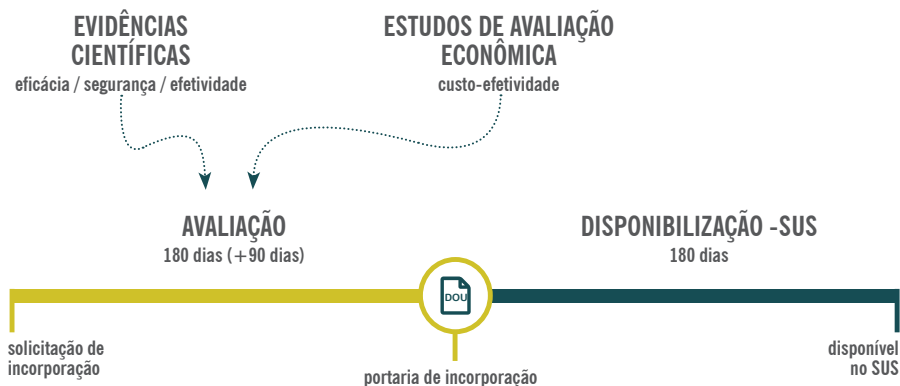 EVIDÊNCIAS
CIENTÍFICAS
eficácia / segurança / efetividade
ESTUDOS DE AVALIAÇÃO
ECONÔMICA
custo-efetividade
AVALIAÇÃO
180 dias (+90 dias)
DISPONIBILIZAÇÃO -SUS
180 dias
DOU
solicitação de
incorporação
portaria de incorporação
disponível
no SUS